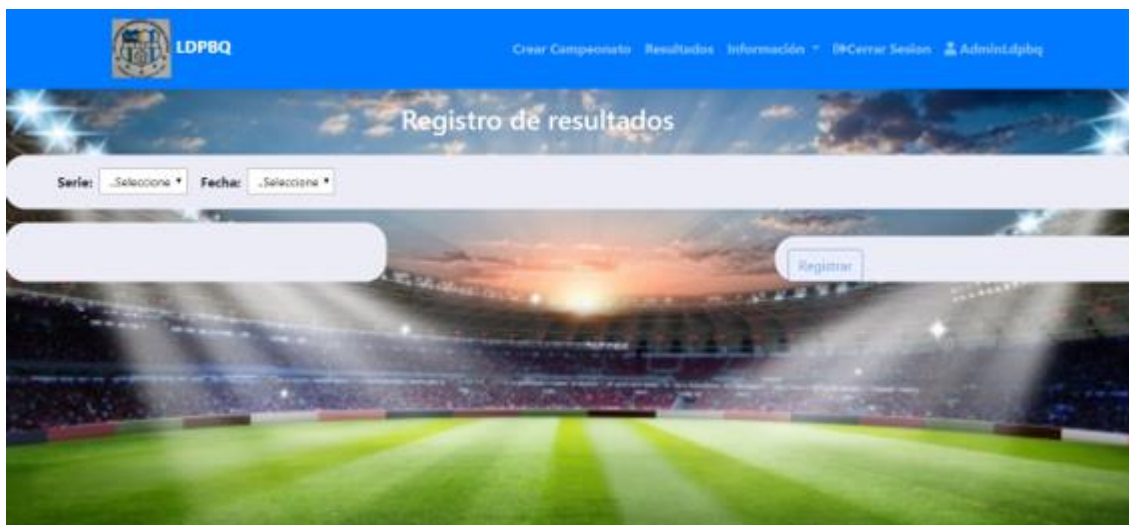 LDPBQ
Crear Campeonato Resultados Información Cerrar Sesion AdminLdpbq
Registro de resultados
Serie: ..Seleccione Fecha: ..Seleccione
Registrar